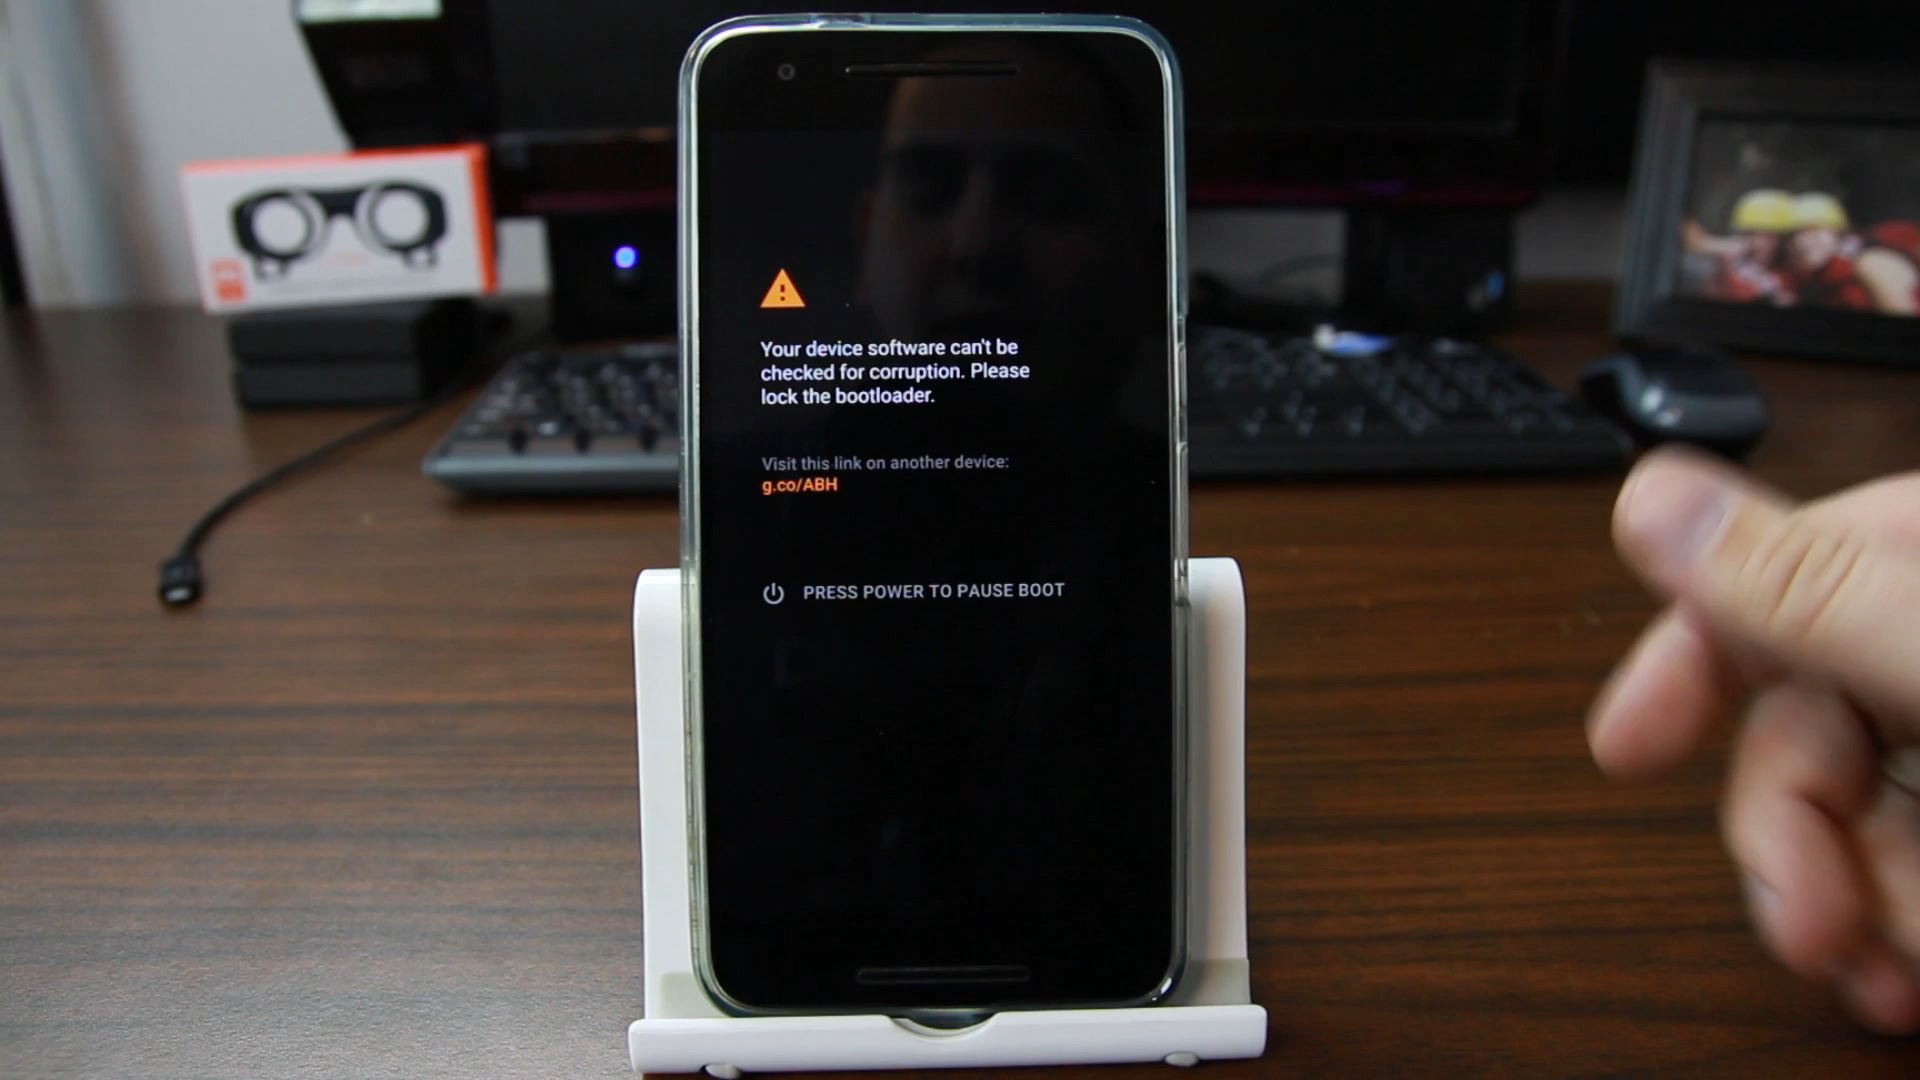 Your device software can't be
checked for corruption. Please
lock the bootloader.
Visit this link on another device:
g.co/ABH
PRESS POWER TO PAUSE BOOT